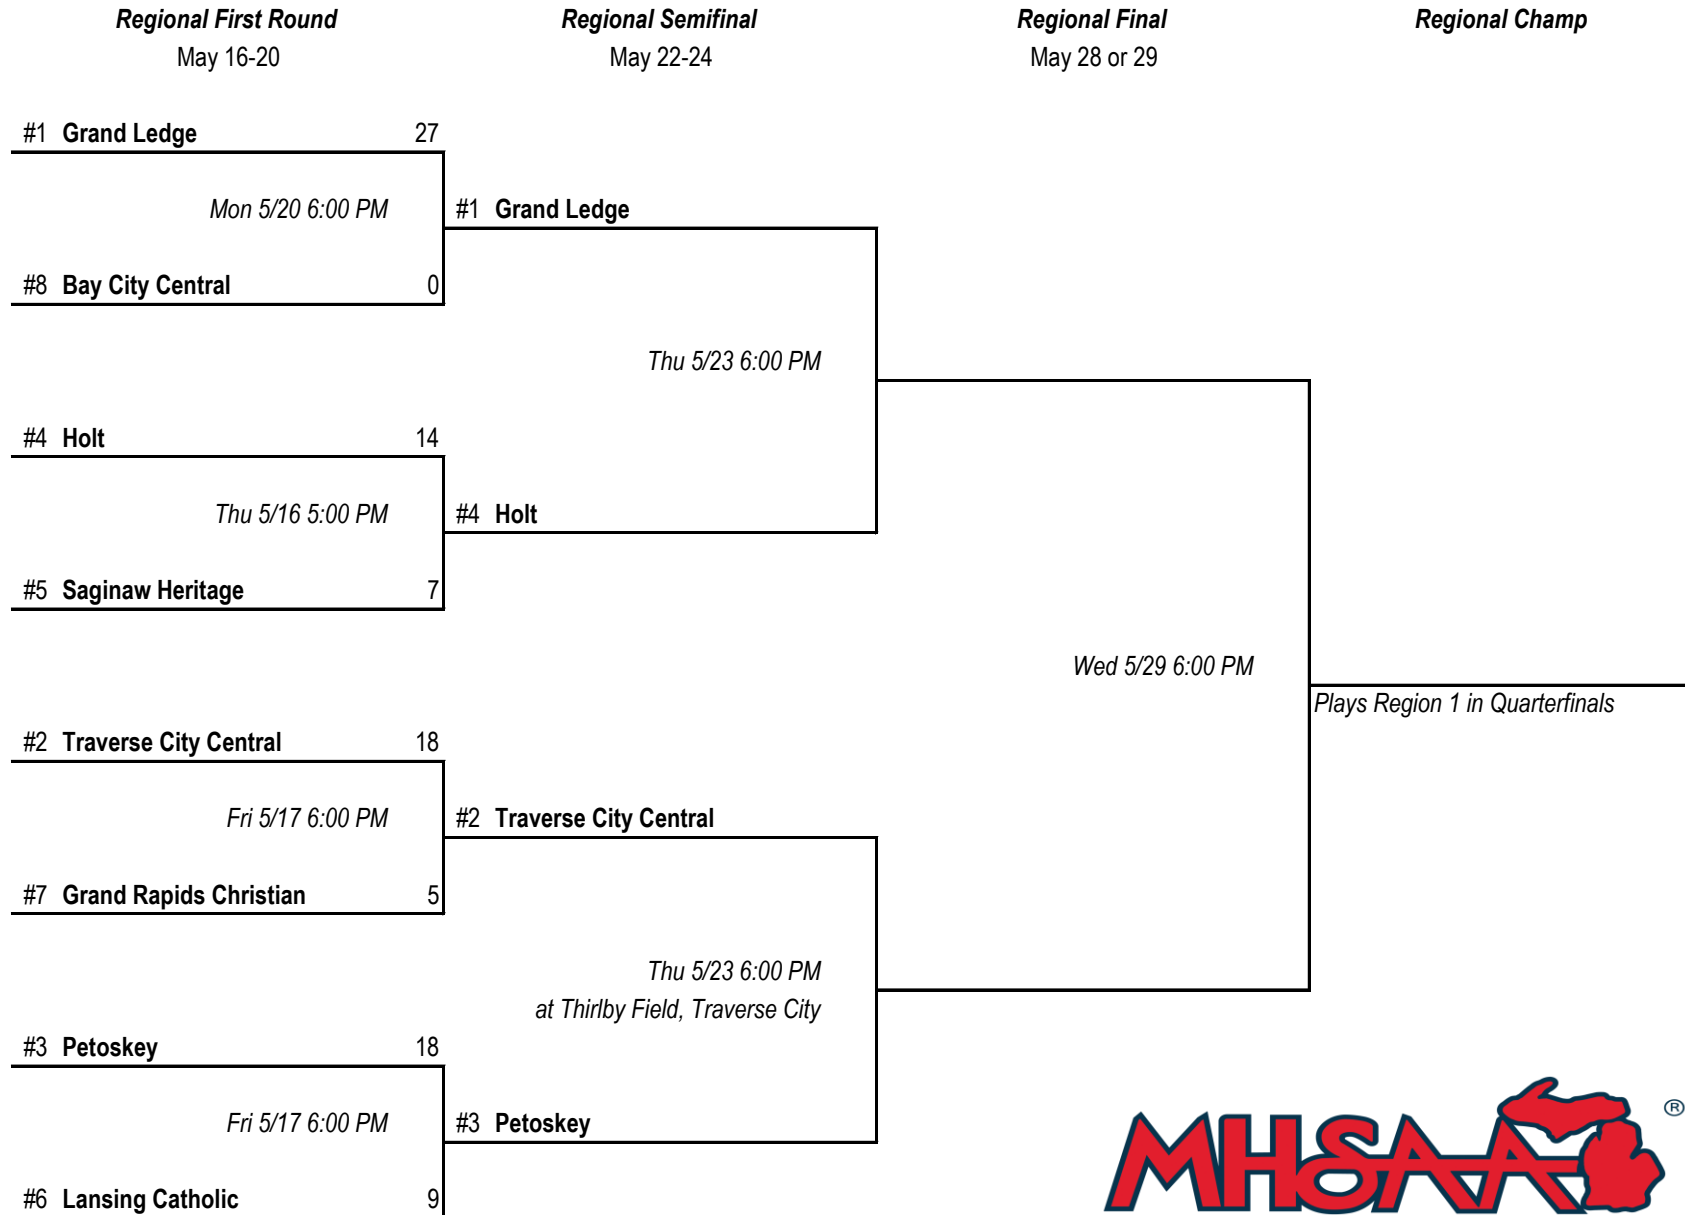 Regional First Round Regional Semifinal Regional Final Regional Champ
May 16-20 May 22-24 May 28 or 29
#1 Grand Ledge 27
Mon 5/20 6:00 PM #1 Grand Ledge
#8 Bay City Central 0
Thu 5/23 6:00 PM
#4 Holt 14
Thu 5/16 5:00 PM #4 Holt
#5 Saginaw Heritage 7
Wed 5/29 6:00 PM
Plays Region 1 in Quarterfinals
#2 Traverse City Central 18
Fri 5/17 6:00 PM #2 Traverse City Central
#7 Grand Rapids Christian 5
Thu 5/23 6:00 PM
at Thirlby Field, Traverse City
#3 Petoskey 18
Fri 5/17 6:00 PM #3 Petoskey
MHSAA ®
#6 Lansing Catholic 9